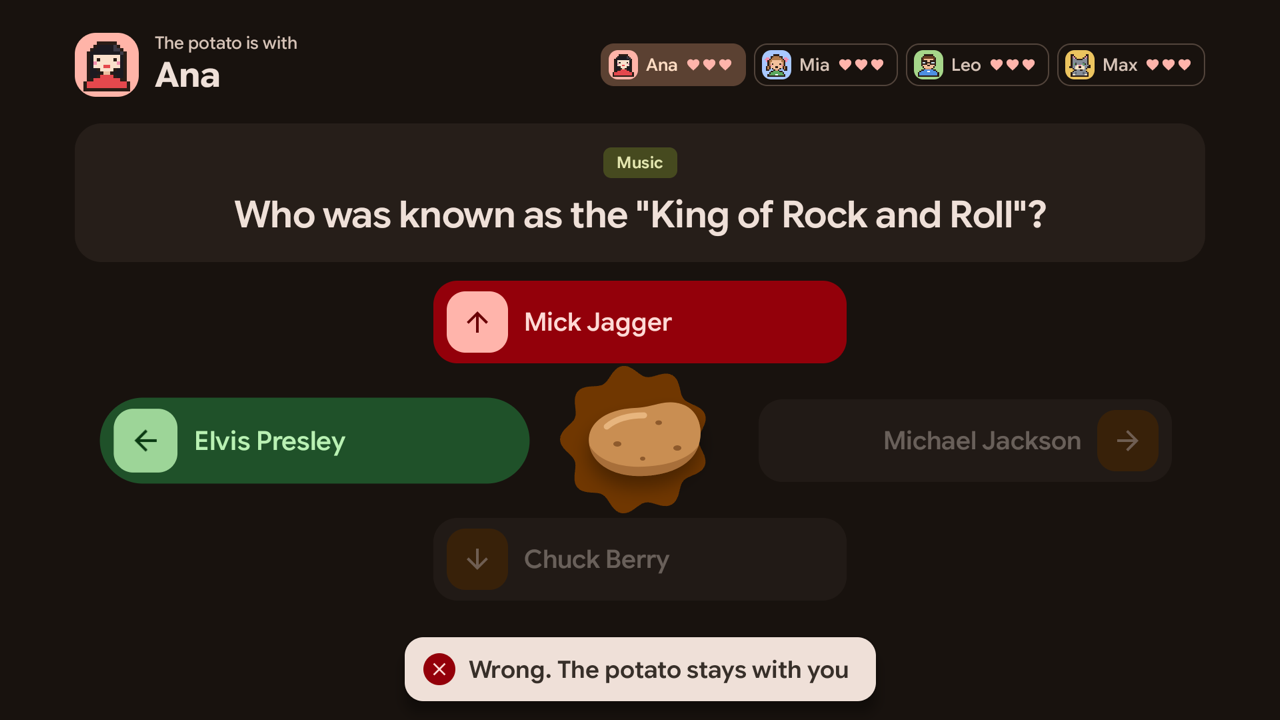 The potato is with
Ana
Ana
Mia
Leo
Max
Music
Who was known as the "King of Rock and Roll"?
Mick Jagger
Elvis Presley
Michael Jackson
Chuck Berry
Wrong. The potato stays with you